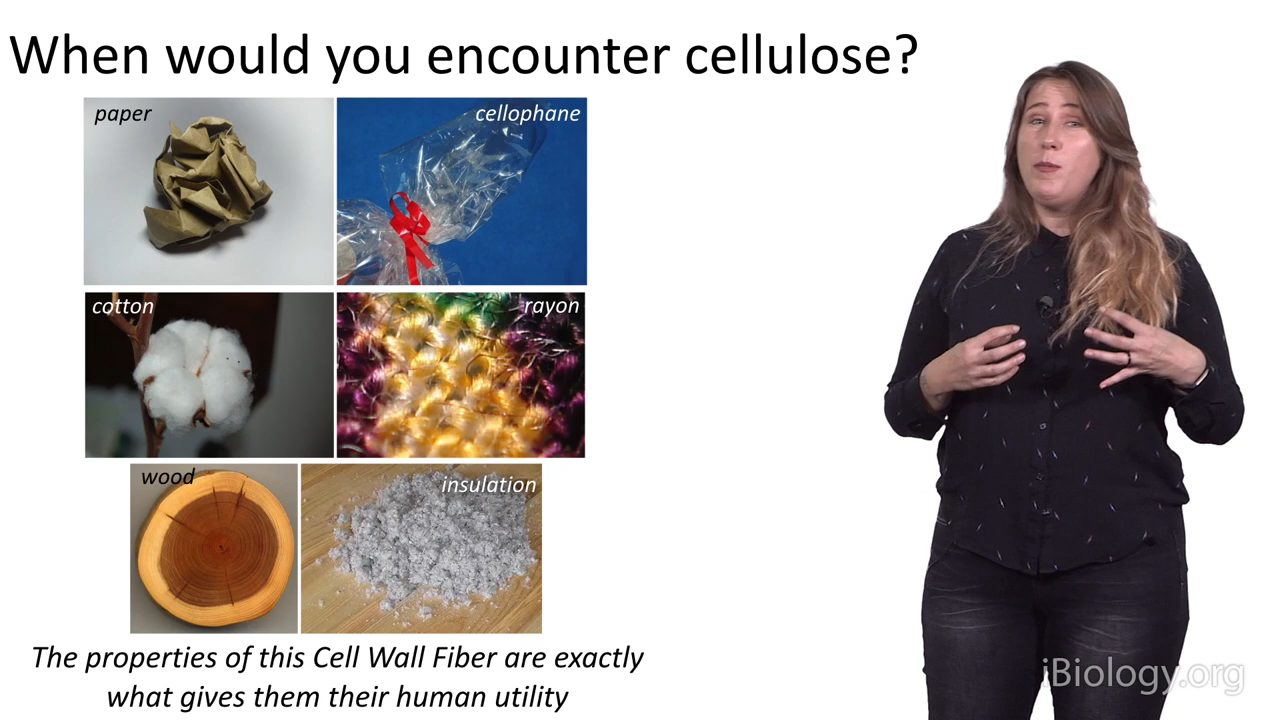 When would you encounter cellulose?
paper
cellophane
cotton
rayon
wood
insulation
The properties of this Cell Wall Fiber are exactly
what gives them their human utility
iBiology.org